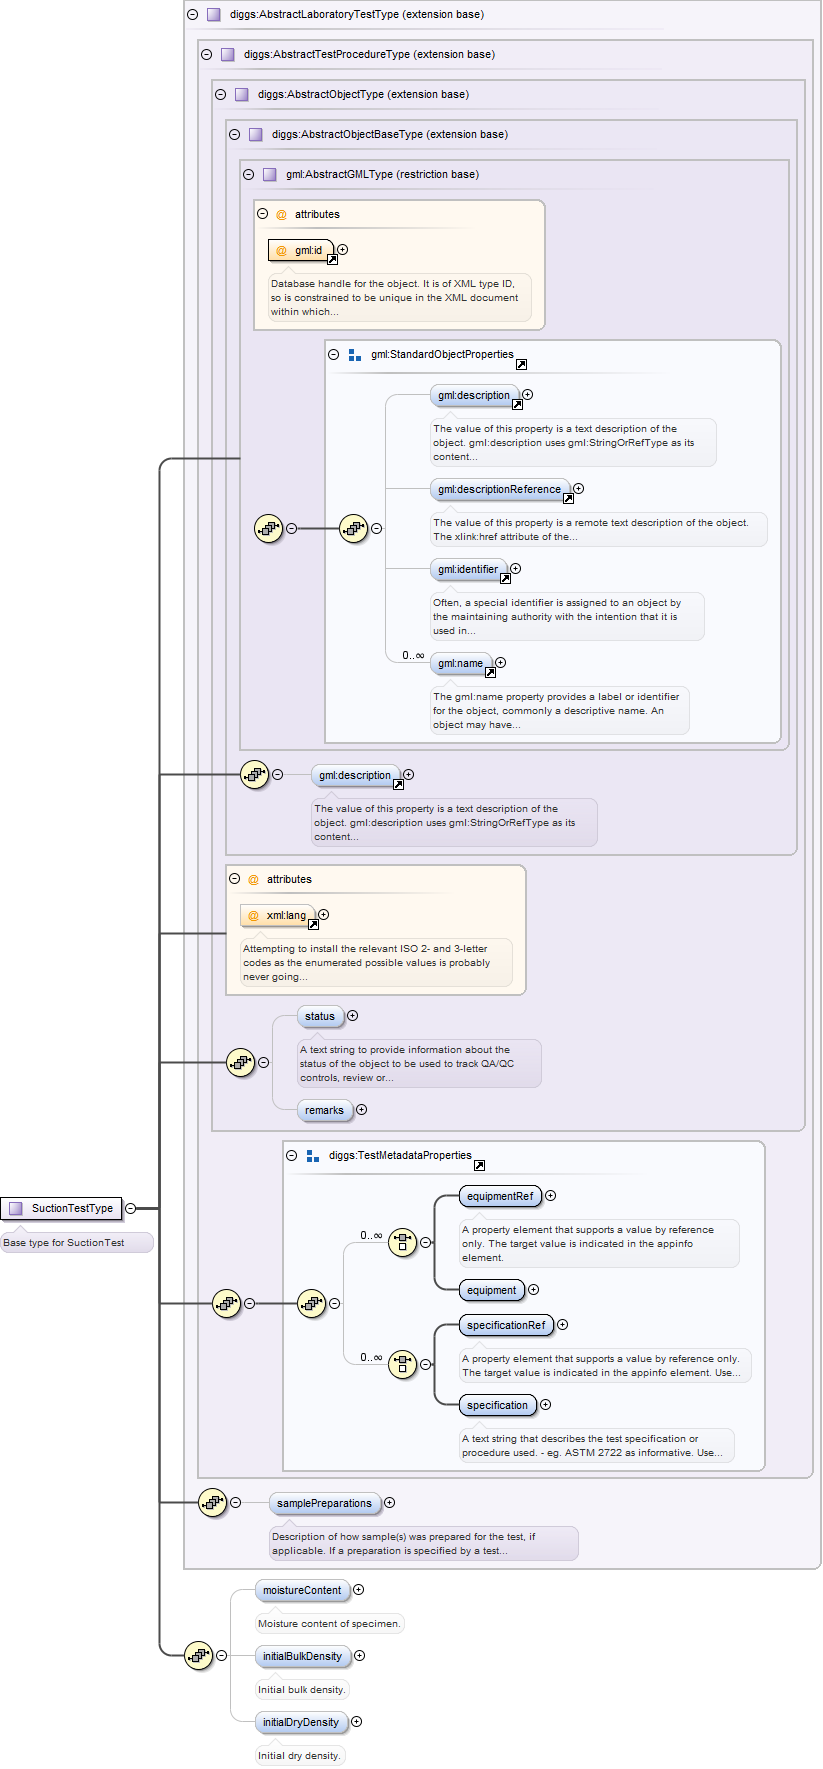 diggs:AbstractLaboratoryTestType (extension base)
diggs:AbstractTestProcedureType (extension base)
diggs:AbstractObjectType (extension base)
diggs:AbstractObjectBaseType (extension base)
gml:AbstractGMLType (restriction base)
@ attributes
@ gml:id
Database handle for the object. It is of XML type ID,
so is constrained to be unique in the XML document
within which...
gml:StandardObjectProperties
gml:description
The value of this property is a text description of the
object. gml:description uses gml:StringOrRefType as its
content...
gml:descriptionReference
The value of this property is a remote text description of the object.
The xlink:href attribute of the...
gml:identifier
Often, a special identifier is assigned to an object by
the maintaining authority with the intention that it is
used in...
0..∞
gml:name
The gml:name property provides a label or identifier
for the object, commonly a descriptive name. An
object may have...
gml:description
The value of this property is a text description of the
object. gml:description uses gml:StringOrRefType as its
content...
@ attributes
@ xml:lang
Attempting to install the relevant ISO 2- and 3-letter
codes as the enumerated possible values is probably
never going...
status
A text string to provide information about the
status of the object to be used to track QA/QC
controls, review or...
remarks
diggs:TestMetadataProperties
equipmentRef
SuctionTestType
Base type for SuctionTest
0..∞
A property element that supports a value by reference
only. The target value is indicated in the appinfo
element.
equipment
specificationRef
0..∞
A property element that supports a value by reference only.
The target value is indicated in the appinfo element. Use...
specification
A text string that describes the test specification or
procedure used. - eg. ASTM 2722 as informative. Use...
samplePreparations
Description of how sample(s) was prepared for the test, if
applicable. If a preparation is specified by a test...
moistureContent
Moisture content of specimen.
initialBulkDensity
Initial bulk density.
initialDryDensity
Initial dry density.